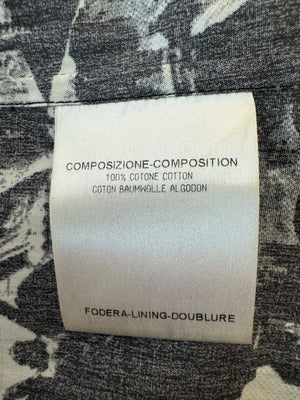 COMPOSIZIONE-COMPOSITION
100% COTONE COTTON
COTON BAUMWOLLE ALGODON
FODERA-LINING-DOUBLURE